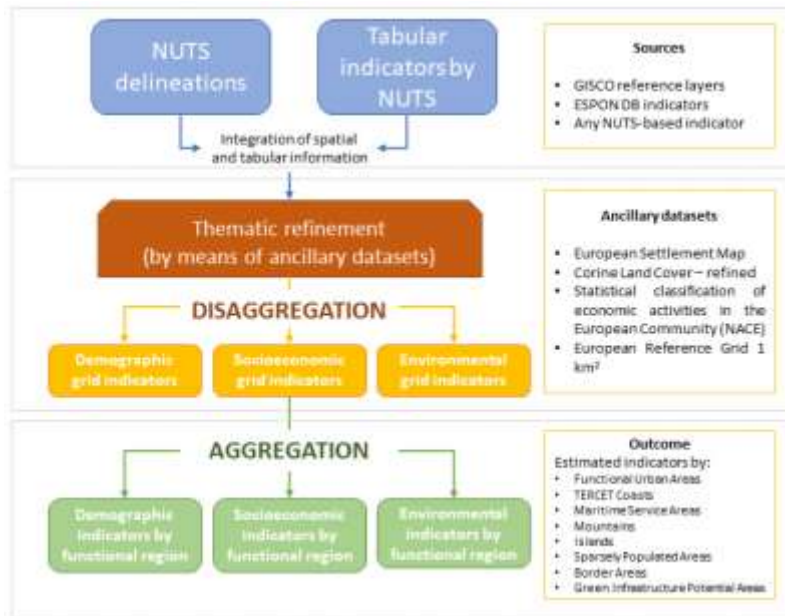 NUTS
delineations
Tabular
indicators by
NUTS
Integration of spatial
and tabular information
Sources
• GISCO reference layers
• ESPON DB indicators
• Any NUTS-based indicator
Thematic refinement
(by means of ancillary datasets)
DISAGGREGATION
Demographic
grid indicators
Socioeconomic
grid indicators
Environmental
grid indicators
Ancillary datasets
• European Settlement Map
• Corine Land Cover – refined
• Statistical classification of
economic activities in the
European Community (NACE)
• European Reference Grid 1
km²
AGGREGATION
Demographic
indicators by
functional region
Socioeconomic
indicators by
functional region
Environmental
indicators by
functional region
Outcome
Estimated indicators by:
• Functional Urban Areas
• TERCET Coasts
• Maritime Service Areas
• Mountains
• Islands
• Sparsely Populated Areas
• Border Areas
• Green Infrastructure Potential Areas